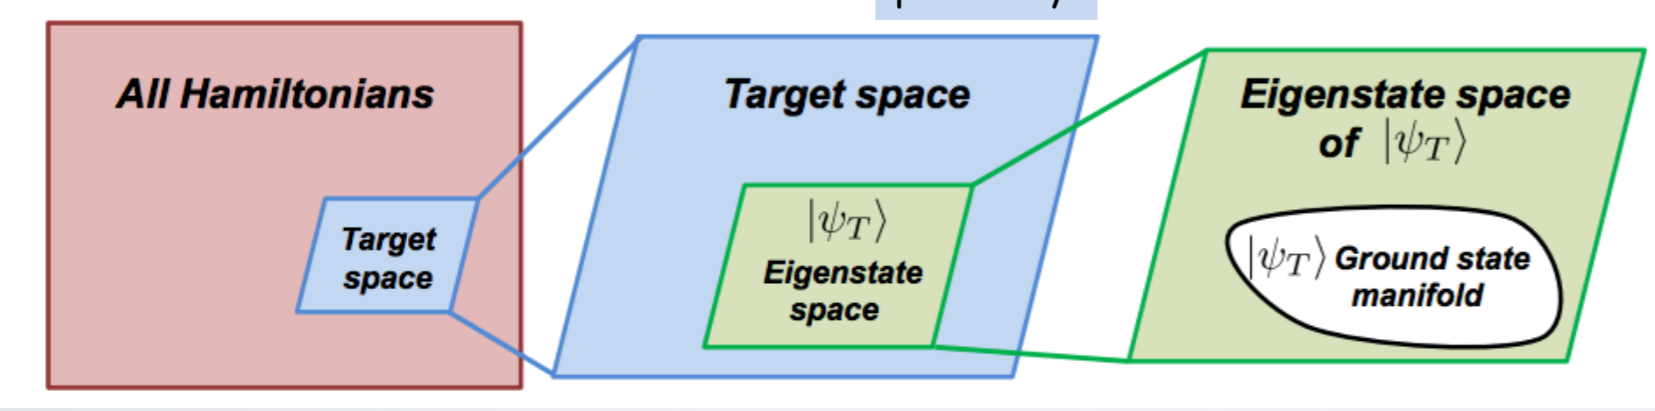 All Hamiltonians
Target
space
Target space
|ψ_T⟩
Eigenstate
space
Eigenstate space
of |ψ_T⟩
|ψ_T⟩ Ground state
manifold